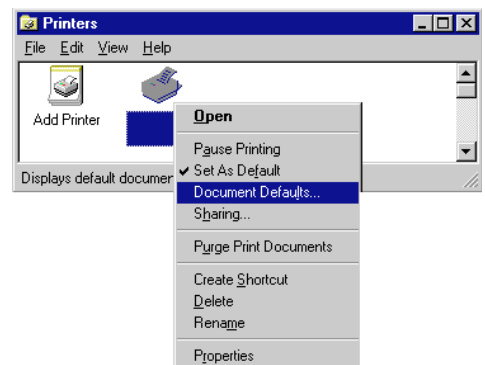 Printers
File Edit View Help
Add Printer
Open
Pause Printing
Set As Default
Document Defaults...
Sharing...
Purge Print Documents
Create Shortcut
Delete
Rename
Properties
Displays default documen